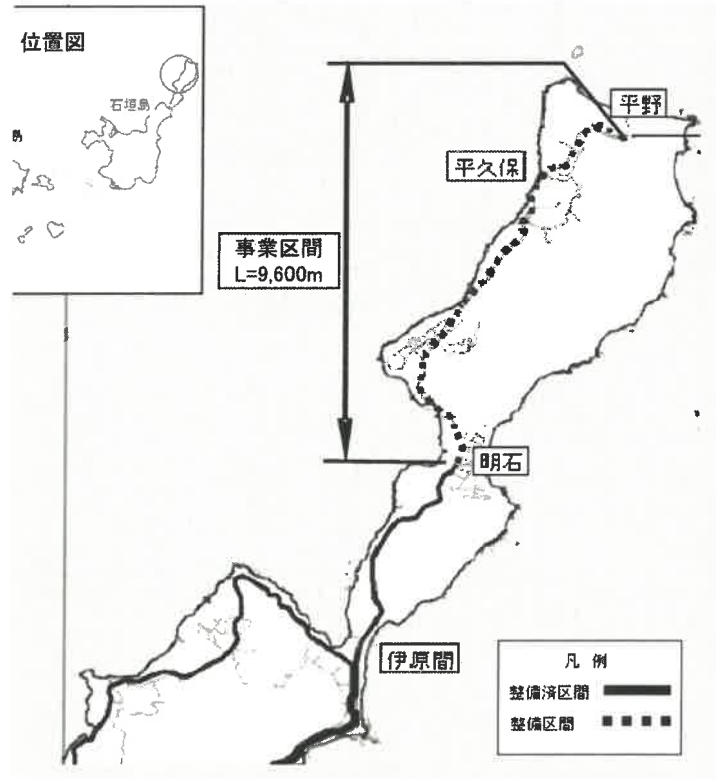 位置図
石垣島
島
平野
平久保
事業区間
L=9,600m
明石
伊原間
凡 例
整備済区間
整備区間